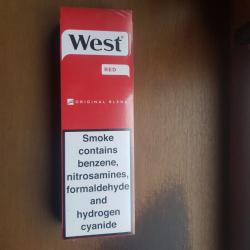 West
RED
ORIGINAL BLEND
Smoke
contains
benzene,
nitrosamines,
formaldehyde
and
hydrogen
cyanide